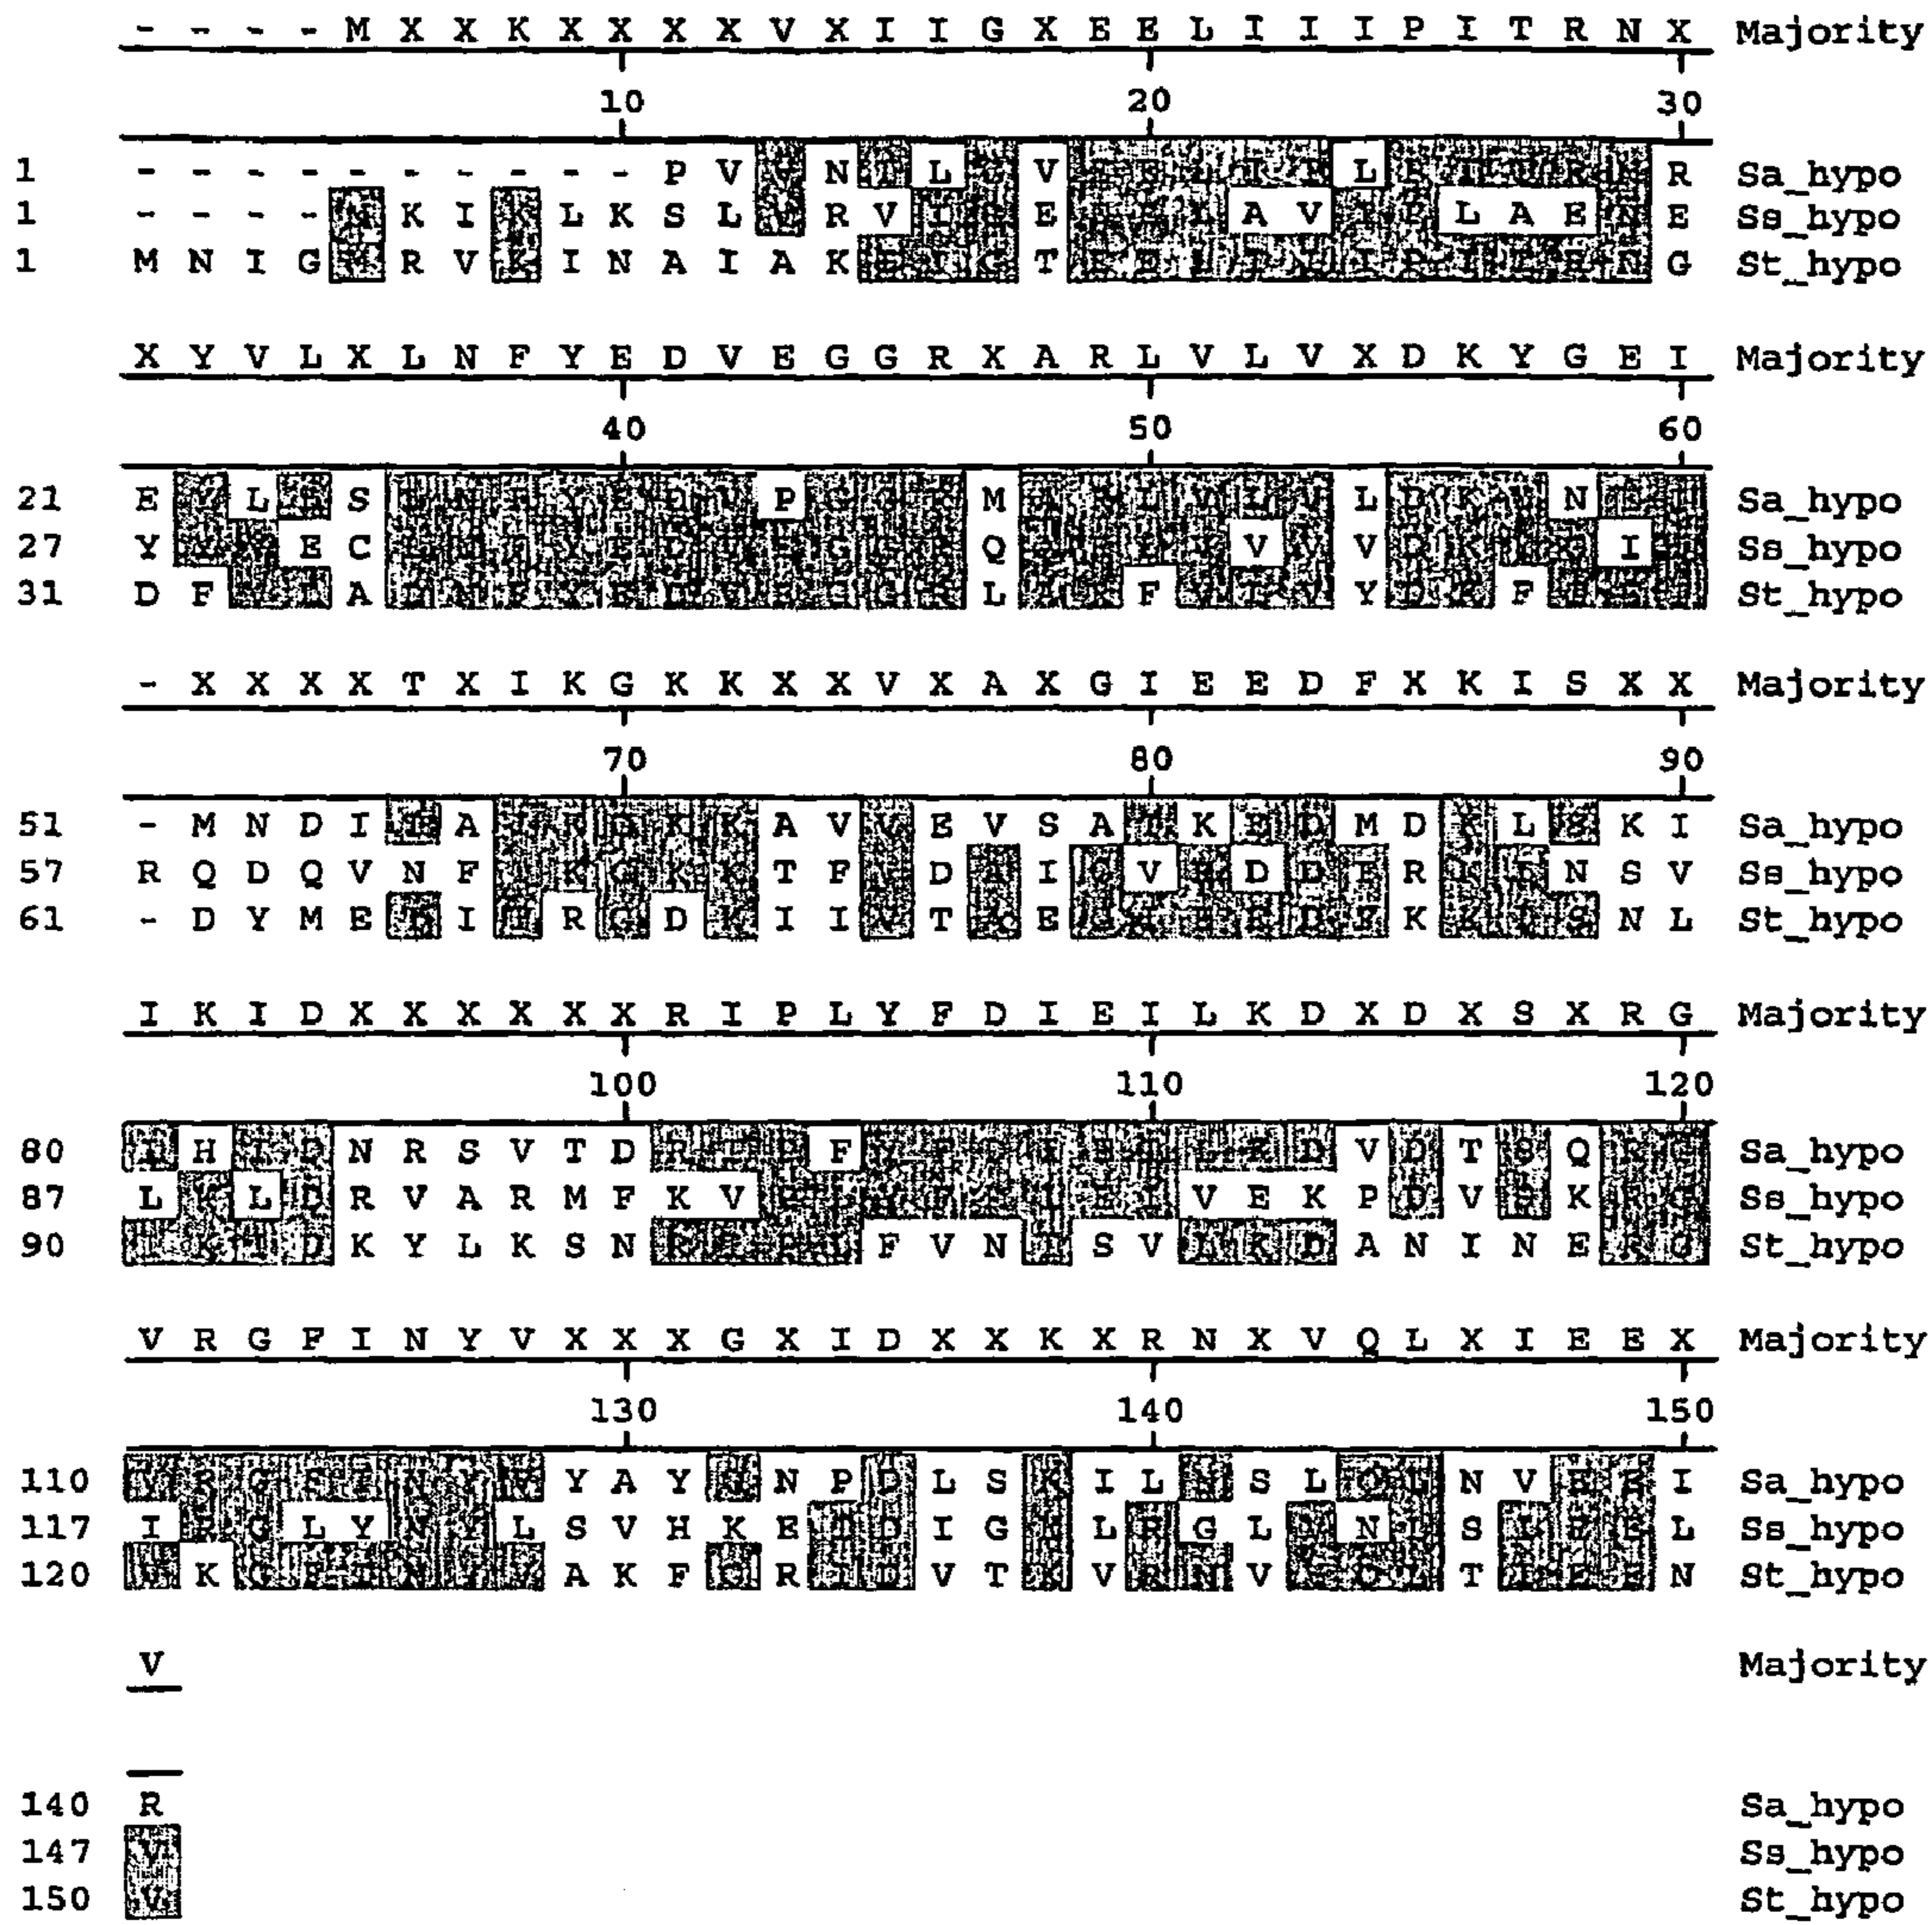 - - - - M X X K X X X X V X I I G X E E L I I I P I T R N X Majority
10 20 30
1 - - - - - - - - - - P V V N I L G V E E L I I L P I T R N R Sa_hypo
1 - - - - M K I K L K S L V R V I G E E E L A V I P L A E N E Ss_hypo
1 M N I G M R V K I N A I A K I I G T E E L I I I P I T R N G St_hypo
X Y V L X L N F Y E D V E G G R X A R L V L V X D K Y G E I Majority
40 50 60
21 E Y L L S L N F Y E D V P G G R M A R L V L V L D K Y N E I Sa_hypo
27 Y Y V E C L N F Y E D V E G G R Q A R L V V V V D K Y G I I Ss_hypo
31 D F V L A L N F Y E D V E G G R L A R F V L V Y D K F G E I St_hypo
- X X X X T X I K G K K X X V X A X G I E E D F X K I S X X Majority
70 80 90
51 - M N D I T A I K G K K A V V E V S A I K E D M D K L S K I Sa_hypo
57 R Q D Q V N F I K G K K T F V D A I G V E D D F R K I N S V Ss_hypo
61 - D Y M E T I I R G D K I I V T A E G I E E D F K K I S N L St_hypo
I K I D X X X X X X R I P L Y F D I E I L K D X D X S X R G Majority
100 110 120
80 I H I D N R S V T D R I P F Y F D I E I L K D V D T S Q R G Sa_hypo
87 L K L D R V A R M F K V P L Y F D I E I V E K P D V S K R G Ss_hypo
90 I K I D K Y L K S N R I P L F V N I S V L K D A N I N E R G St_hypo
V R G F I N Y V X X X G X I D X X K X R N X V Q L X I E E X Majority
130 140 150
110 V R G F I N Y V Y A Y G N P D L S K I L N S L Q L N V E E I Sa_hypo
117 I R G L Y N Y L S V H K E I D I G K L R G L V N L S I E E L Ss_hypo
120 V K G F I N Y V A K F G R I D V T K V R N V V Q L T I E E N St_hypo
V Majority
140 R Sa_hypo
147 V Ss_hypo
150 V St_hypo